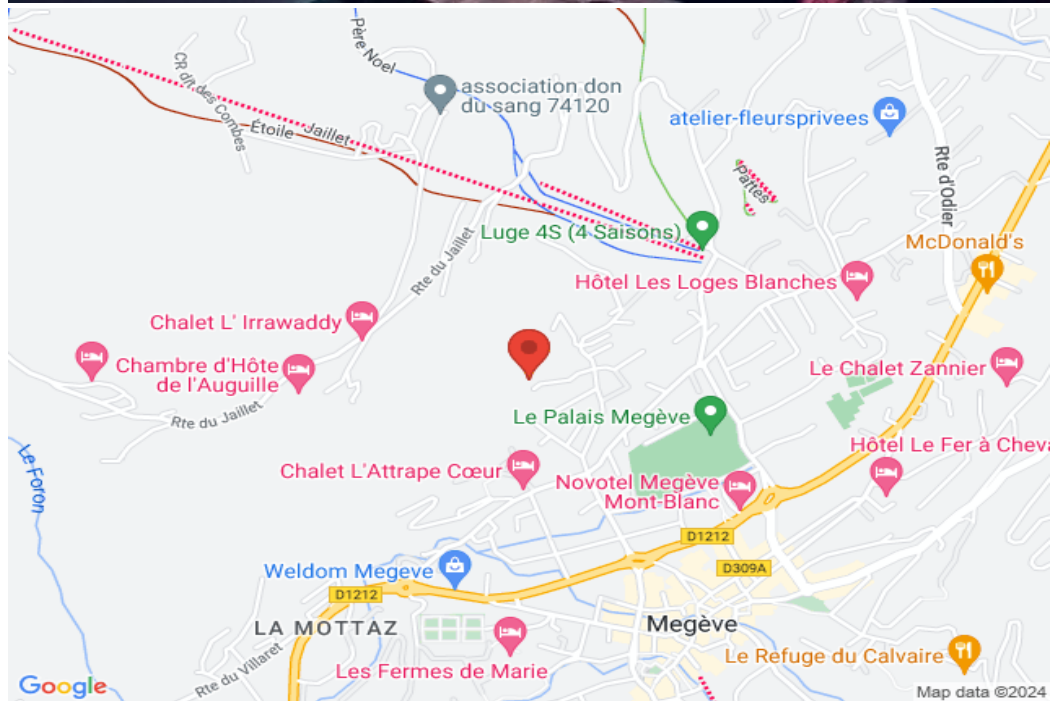 Père Noel
association don
du sang 74120
CR dit des Combes
Étoile
Jaillet
atelier-fleursprivees
Pattes
Rte d'Odier
Luge 4S (4 Saisons)
McDonald's
Rte du Jaillet
Hôtel Les Loges Blanches
Chalet L' Irrawaddy
Chambre d'Hôte
de l'Auguille
Le Chalet Zannier
Rte du Jaillet
Le Palais Megève
Le Foron
Chalet L'Attrape Cœur
Hôtel Le Fer à Cheva
Novotel Megève
Mont-Blanc
D1212
Weldom Megeve
D309A
D1212
LA MOTTAZ
Megève
Les Fermes de Marie
Le Refuge du Calvaire
Rte du Villaret
Google
Map data ©2024